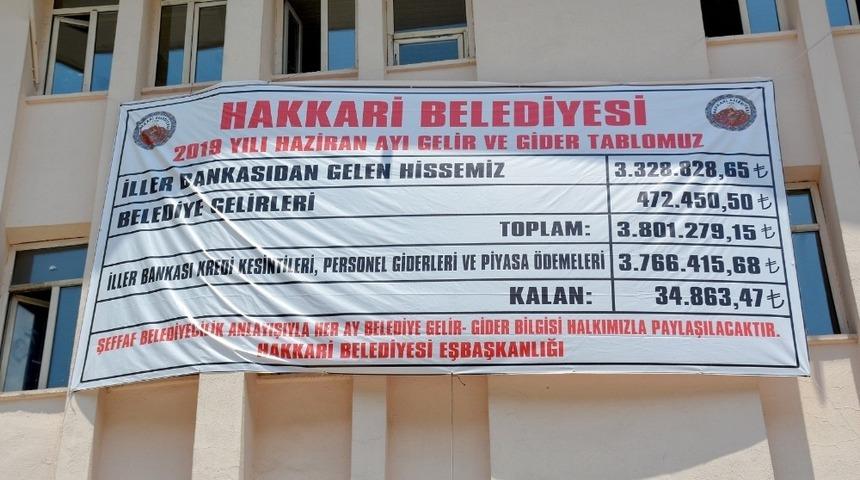 HAKKARİ BELEDİYESİ
2019 YILI HAZİRAN AYI GELİR VE GİDER TABLOMUZ
İLLER BANKASIDAN GELEN HİSSEMİZ 3.328.828,65 ₺
BELEDİYE GELİRLERİ 472.450,50 ₺
TOPLAM: 3.801.279,15 ₺
İLLER BANKASI KREDİ KESİNTİLERİ, PERSONEL GİDERLERİ VE PİYASA ÖDEMELERİ 3.766.415,68 ₺
KALAN: 34.863,47 ₺
ŞEFFAF BELEDİYECİLİK ANLAYIŞIYLA HER AY BELEDİYE GELİR- GİDER BİLGİSİ HALKIMIZLA PAYLAŞILACAKTIR.
HAKKARİ BELEDİYESİ EŞBAŞKANLIĞI